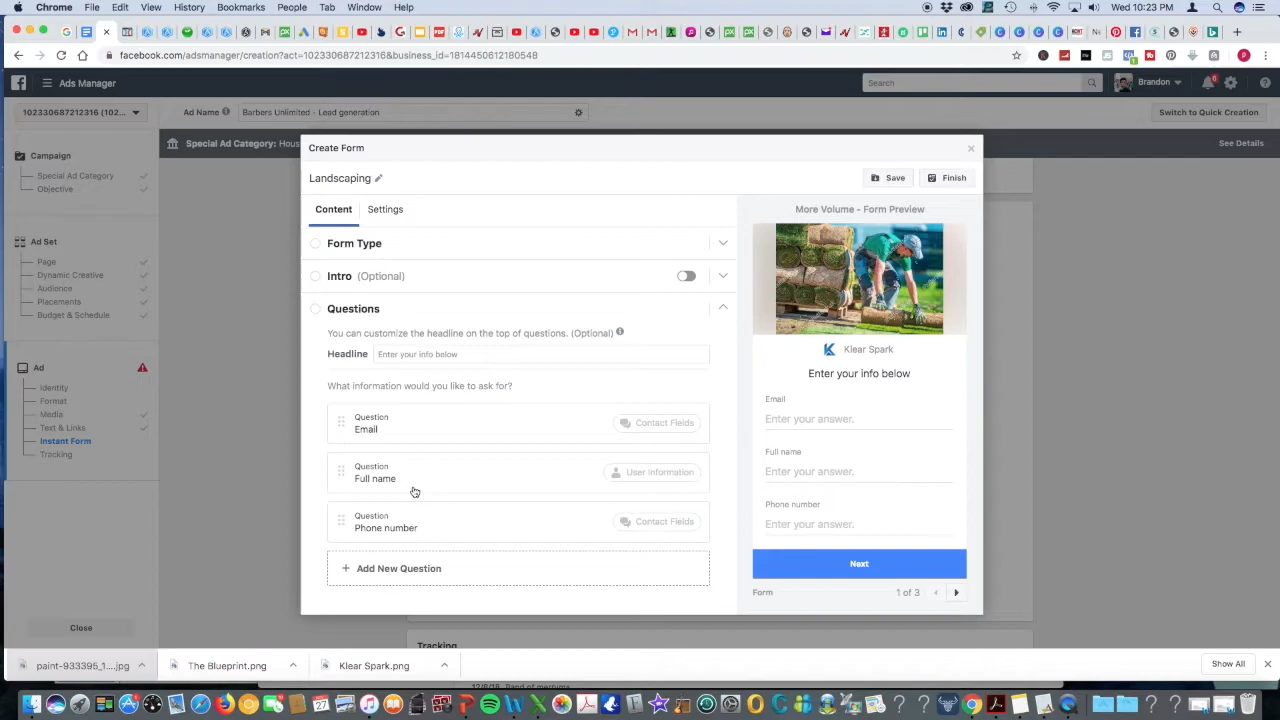 Chrome File Edit View History Bookmarks People Tab Window Help
Wed 10:23 PM
facebook.com/adsmanager/creation?act=102330687212316&business_id=1814450612180548
Ads Manager
Search
Brandon
6
102330687212316 (102...
Ad Name
Barbers Unlimited - Lead generation
Switch to Quick Creation
Special Ad Category: Hous
See Details
Campaign
Special Ad Category
Objective
Ad Set
Page
Dynamic Creative
Audience
Placements
Budget & Schedule
Ad
Identity
Format
Media
Text & Links
Instant Form
Tracking
Close
Create Form
Landscaping
Save
Finish
Content
Settings
Form Type
Intro (Optional)
Questions
You can customize the headline on the top of questions. (Optional)
Headline
Enter your info below
What information would you like to ask for?
Question
Email
Contact Fields
Question
Full name
User Information
Question
Phone number
Contact Fields
+ Add New Question
More Volume - Form Preview
Klear Spark
Enter your info below
Email
Enter your answer.
Full name
Enter your answer.
Phone number
Enter your answer.
Next
Form
1 of 3
Tracking
paint-933395_1....jpg
The Blueprint.png
Klear Spark.png
Show All